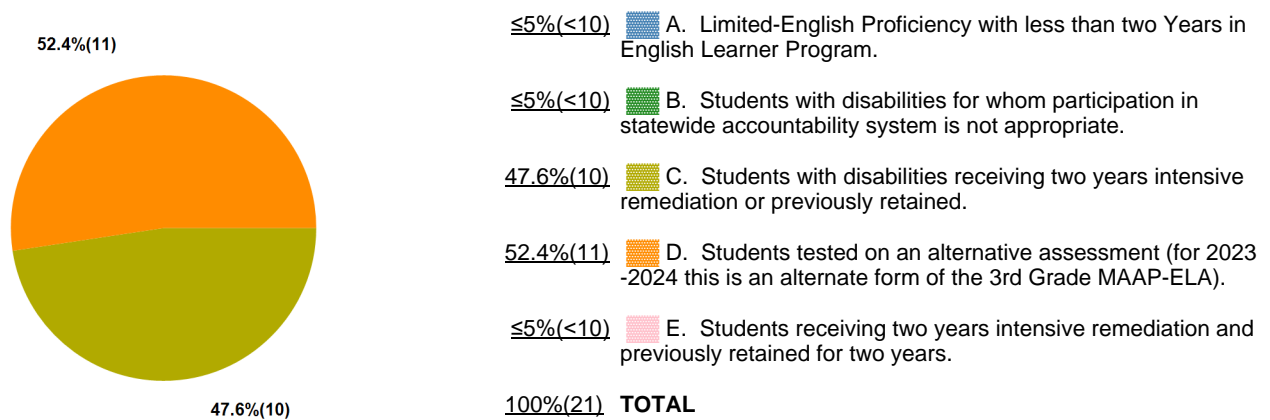 52.4%(11)
47.6%(10)
≤5%(<10) A. Limited-English Proficiency with less than two Years in
English Learner Program.
≤5%(<10) B. Students with disabilities for whom participation in
statewide accountability system is not appropriate.
47.6%(10) C. Students with disabilities receiving two years intensive
remediation or previously retained.
52.4%(11) D. Students tested on an alternative assessment (for 2023
-2024 this is an alternate form of the 3rd Grade MAAP-ELA).
≤5%(<10) E. Students receiving two years intensive remediation and
previously retained for two years.
100%(21) TOTAL